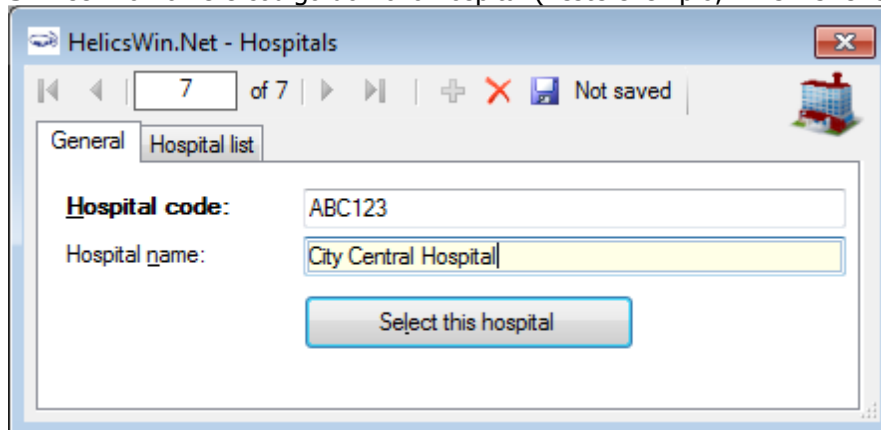 HelicsWin.Net - Hospitals
7 of 7 Not saved
General Hospital list
Hospital code: ABC123
Hospital name: City Central Hospital
Select this hospital